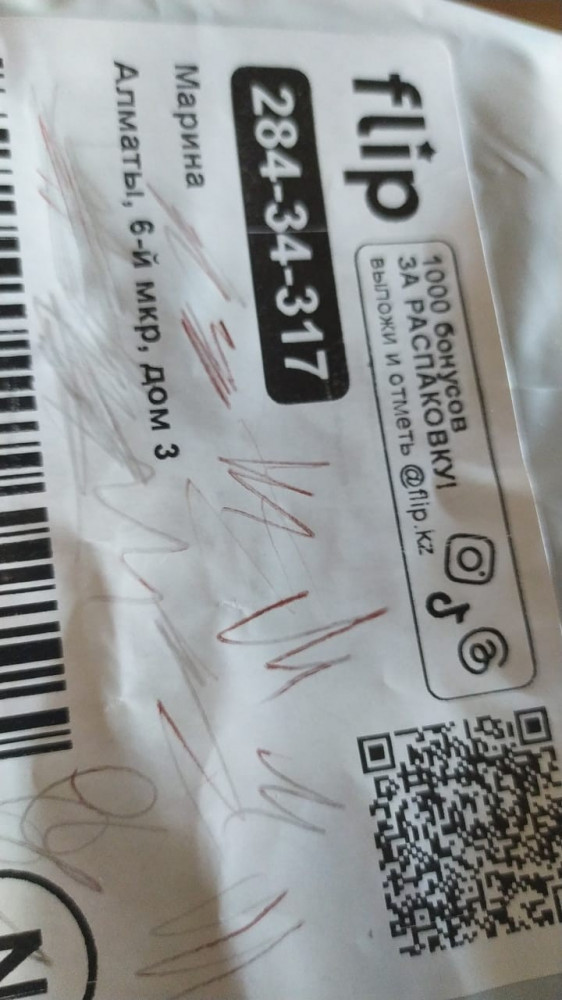 flip
1000 бонусов
ЗА РАСПАКОВКУ!
выложи и отметь @flip.kz
284-34-317
Марина
Алматы, 6-й мкр, дом 3